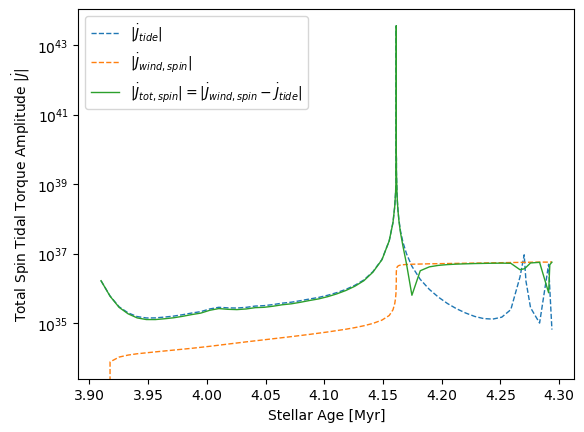 |J̇_{tide}|
|J̇_{wind, spin}|
|J̇_{tot, spin}| = |J̇_{wind, spin} − J̇_{tide}|
Total Spin Tidal Torque Amplitude |J̇|
10^{43}
10^{41}
10^{39}
10^{37}
10^{35}
3.90 3.95 4.00 4.05 4.10 4.15 4.20 4.25 4.30
Stellar Age [Myr]